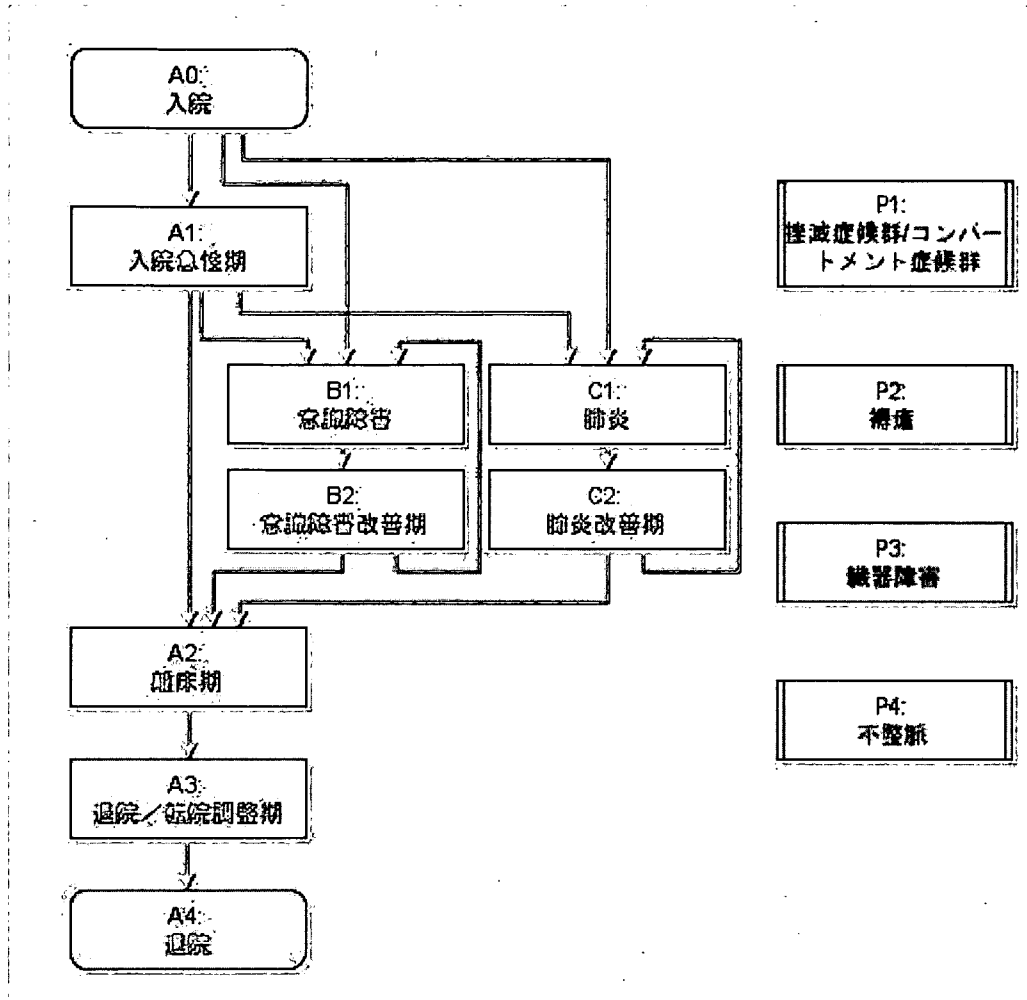 A0:
入院
A1:
入院急性期
B1:
意識障害
C1:
肺炎
B2:
意識障害改善期
C2:
肺炎改善期
A2:
離床期
A3:
退院／転院調整期
A4:
退院
P1:
挫滅症候群/コンパー
トメント症候群
P2:
褥瘡
P3:
臓器障害
P4:
不整脈